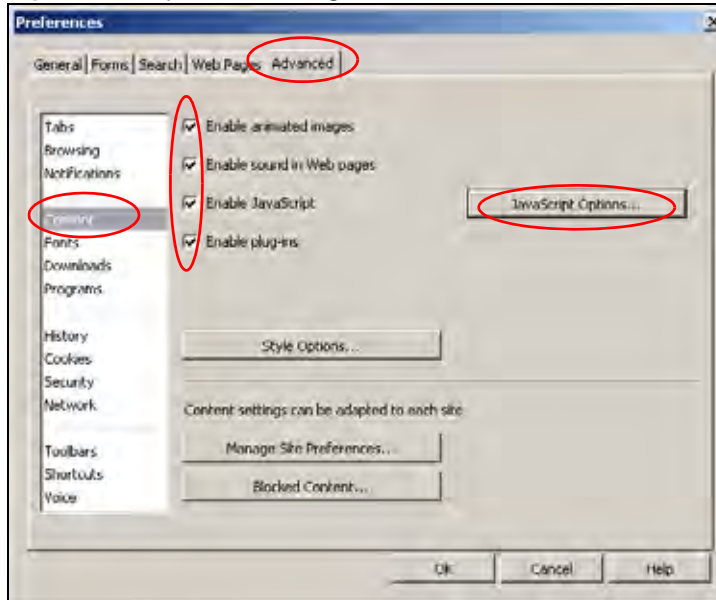 Preferences
General Forms Search Web Pages Advanced
Tabs
Browsing
Notifications
Content
Fonts
Downloads
Programs
History
Cookies
Security
Network
Toolbars
Shortcuts
Voice
Enable animated images
Enable sound in Web pages
Enable JavaScript
JavaScript Options...
Enable plug-ins
Style Options...
Content settings can be adapted to each site
Manage Site Preferences...
Blocked Content...
OK Cancel Help